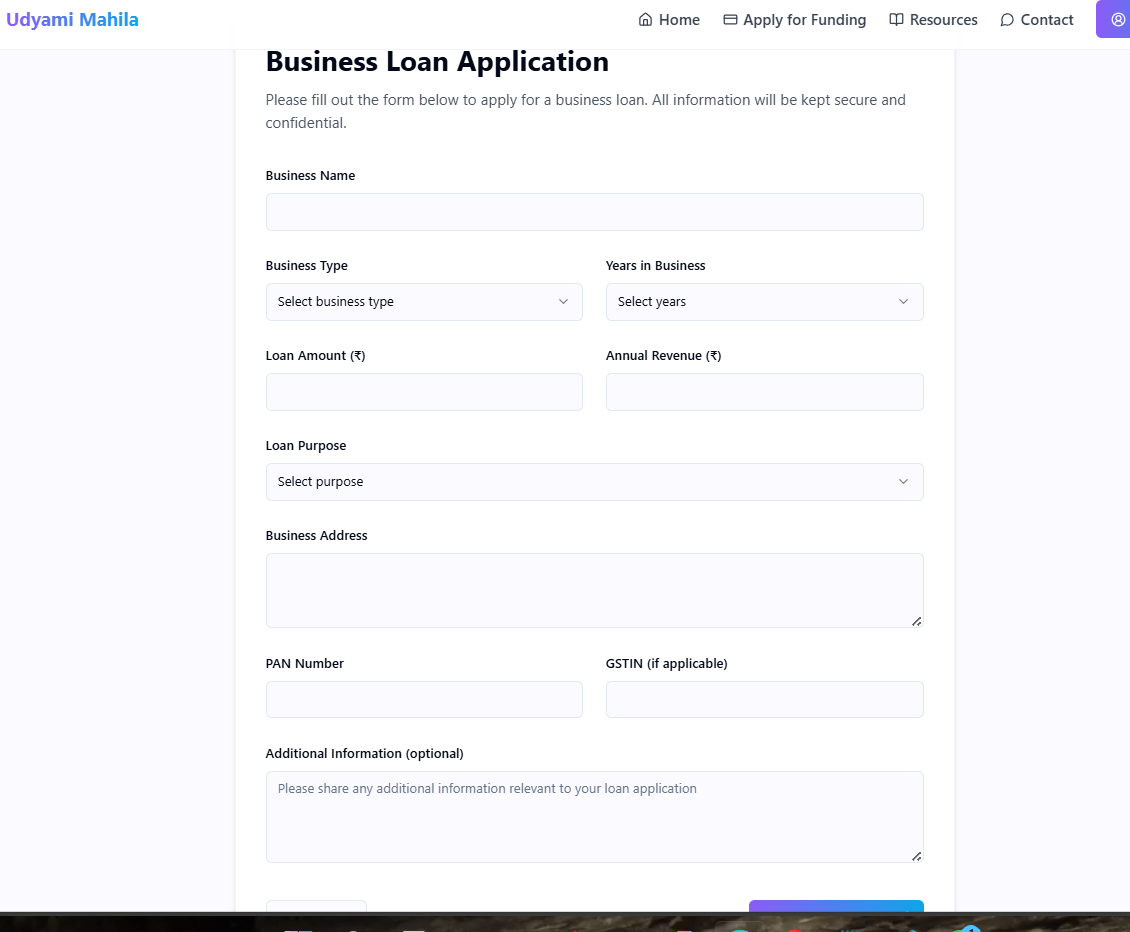 Udyami Mahila
Home
Apply for Funding
Resources
Contact
Business Loan Application
Please fill out the form below to apply for a business loan. All information will be kept secure and
confidential.
Business Name
Business Type
Years in Business
Select business type
Select years
Loan Amount (₹)
Annual Revenue (₹)
Loan Purpose
Select purpose
Business Address
PAN Number
GSTIN (if applicable)
Additional Information (optional)
Please share any additional information relevant to your loan application